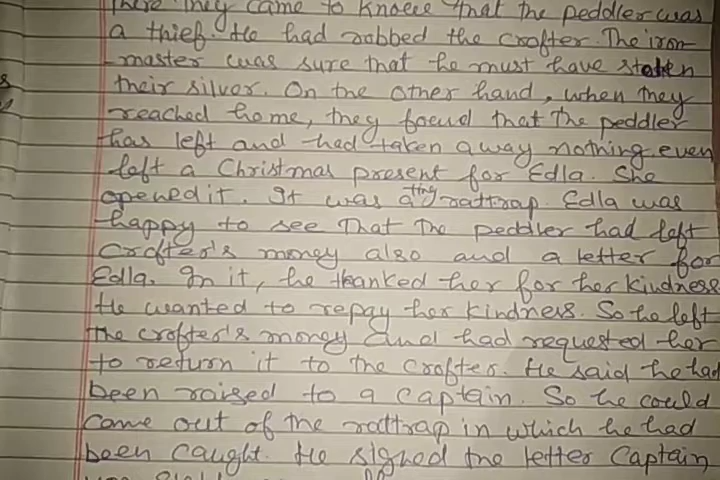 There they came to know that the peddler was
a thief. He had robbed the crofter. The iron
-master was sure that he must have stolen
their silver. On the other hand, when they
reached home, they found that the peddler
has left and had taken away nothing even
left a Christmas present for Edla. She
opened it. It was a tiny rattrap. Edla was
happy to see that the peddler had left
crofter's money also and a letter for
Edla. In it, he thanked her for her kindness
He wanted to repay her kindness. So he left
the crofter's money and had requested her
to return it to the crofter. He said he had
been raised to a captain. So he could
come out of the rattrap in which he had
been caught. He signed the letter Captain